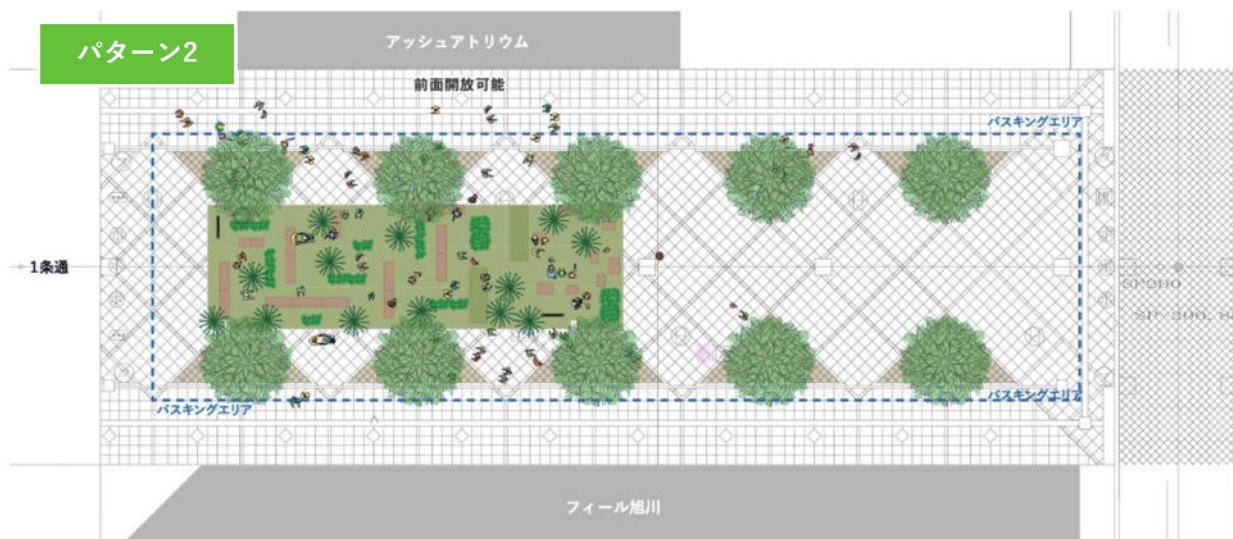 パターン2
アッシュアトリウム
前面開放可能
バスキングエリア
1条通
SP200
バスキングエリア
バスキングエリア
フィール旭川